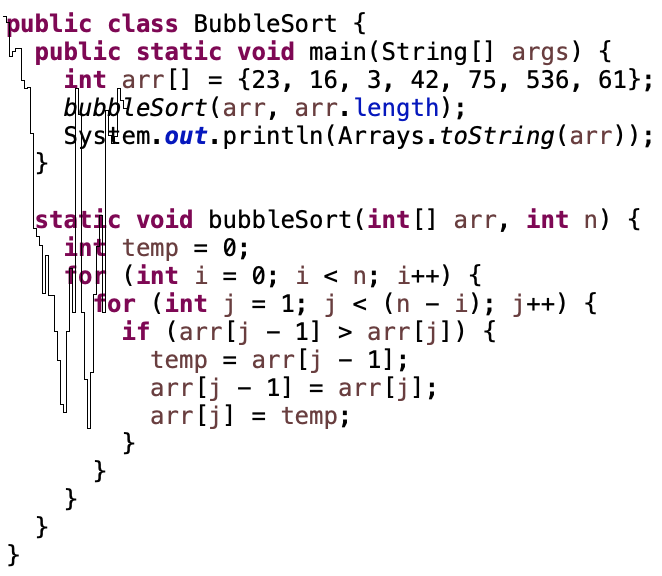 public class BubbleSort {
  public static void main(String[] args) {
    int arr[] = {23, 16, 3, 42, 75, 536, 61};
    bubbleSort(arr, arr.length);
    System.out.println(Arrays.toString(arr));
  }

  static void bubbleSort(int[] arr, int n) {
    int temp = 0;
    for (int i = 0; i < n; i++) {
      for (int j = 1; j < (n - i); j++) {
        if (arr[j - 1] > arr[j]) {
          temp = arr[j - 1];
          arr[j - 1] = arr[j];
          arr[j] = temp;
        }
      }
    }
  }
}